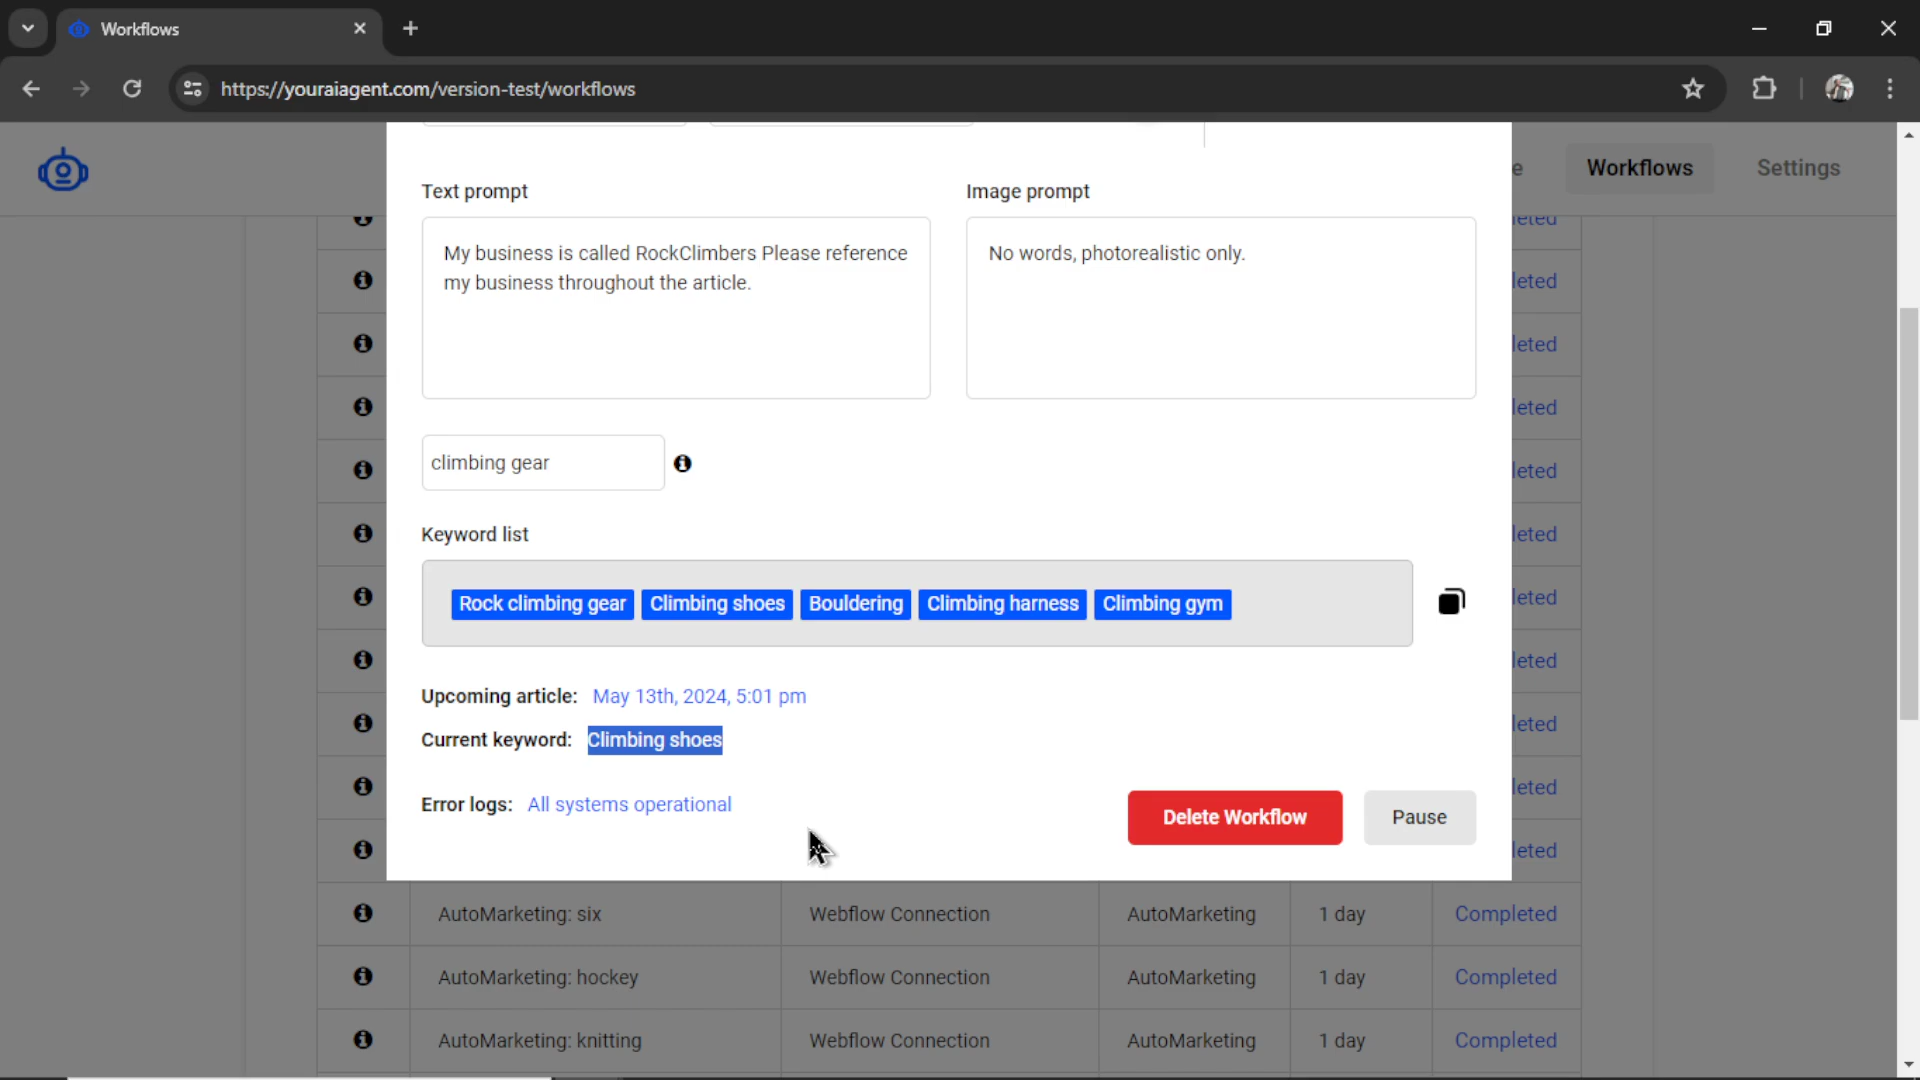 Workflows
https://youraiagent.com/version-test/workflows
Workflows
Settings
Text prompt
Image prompt
My business is called RockClimbers Please reference
my business throughout the article.
No words, photorealistic only.
climbing gear
Keyword list
Rock climbing gear
Climbing shoes
Bouldering
Climbing harness
Climbing gym
Upcoming article: May 13th, 2024, 5:01 pm
Current keyword: Climbing shoes
Error logs: All systems operational
Delete Workflow
Pause
AutoMarketing: six
Webflow Connection
AutoMarketing
1 day
Completed
AutoMarketing: hockey
Webflow Connection
AutoMarketing
1 day
Completed
AutoMarketing: knitting
Webflow Connection
AutoMarketing
1 day
Completed